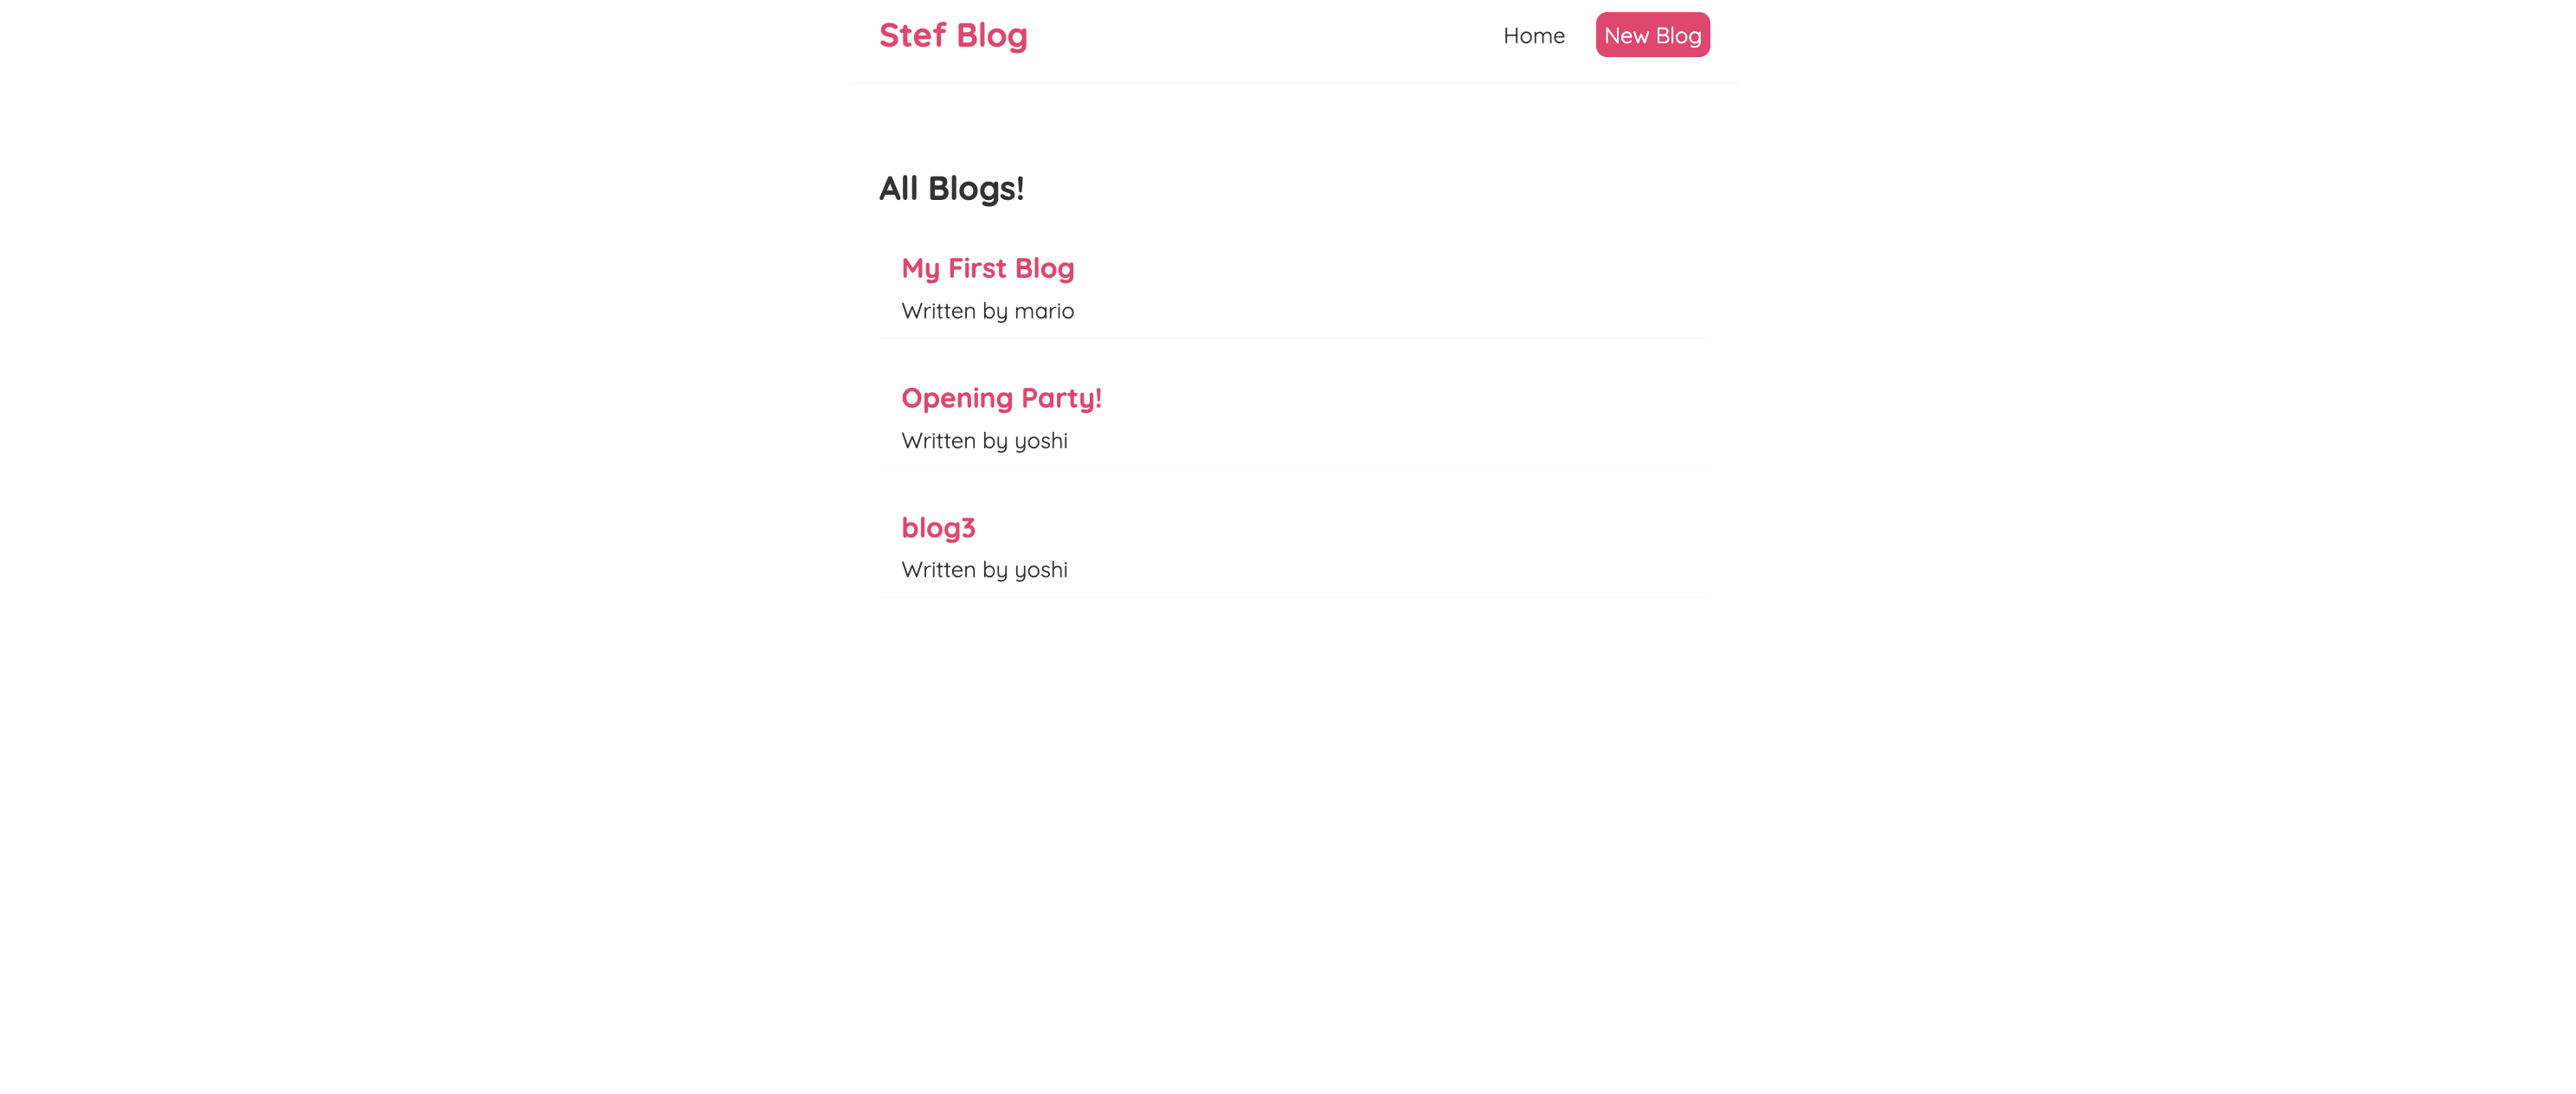 Stef Blog
Home
New Blog
All Blogs!
My First Blog
Written by mario
Opening Party!
Written by yoshi
blog3
Written by yoshi